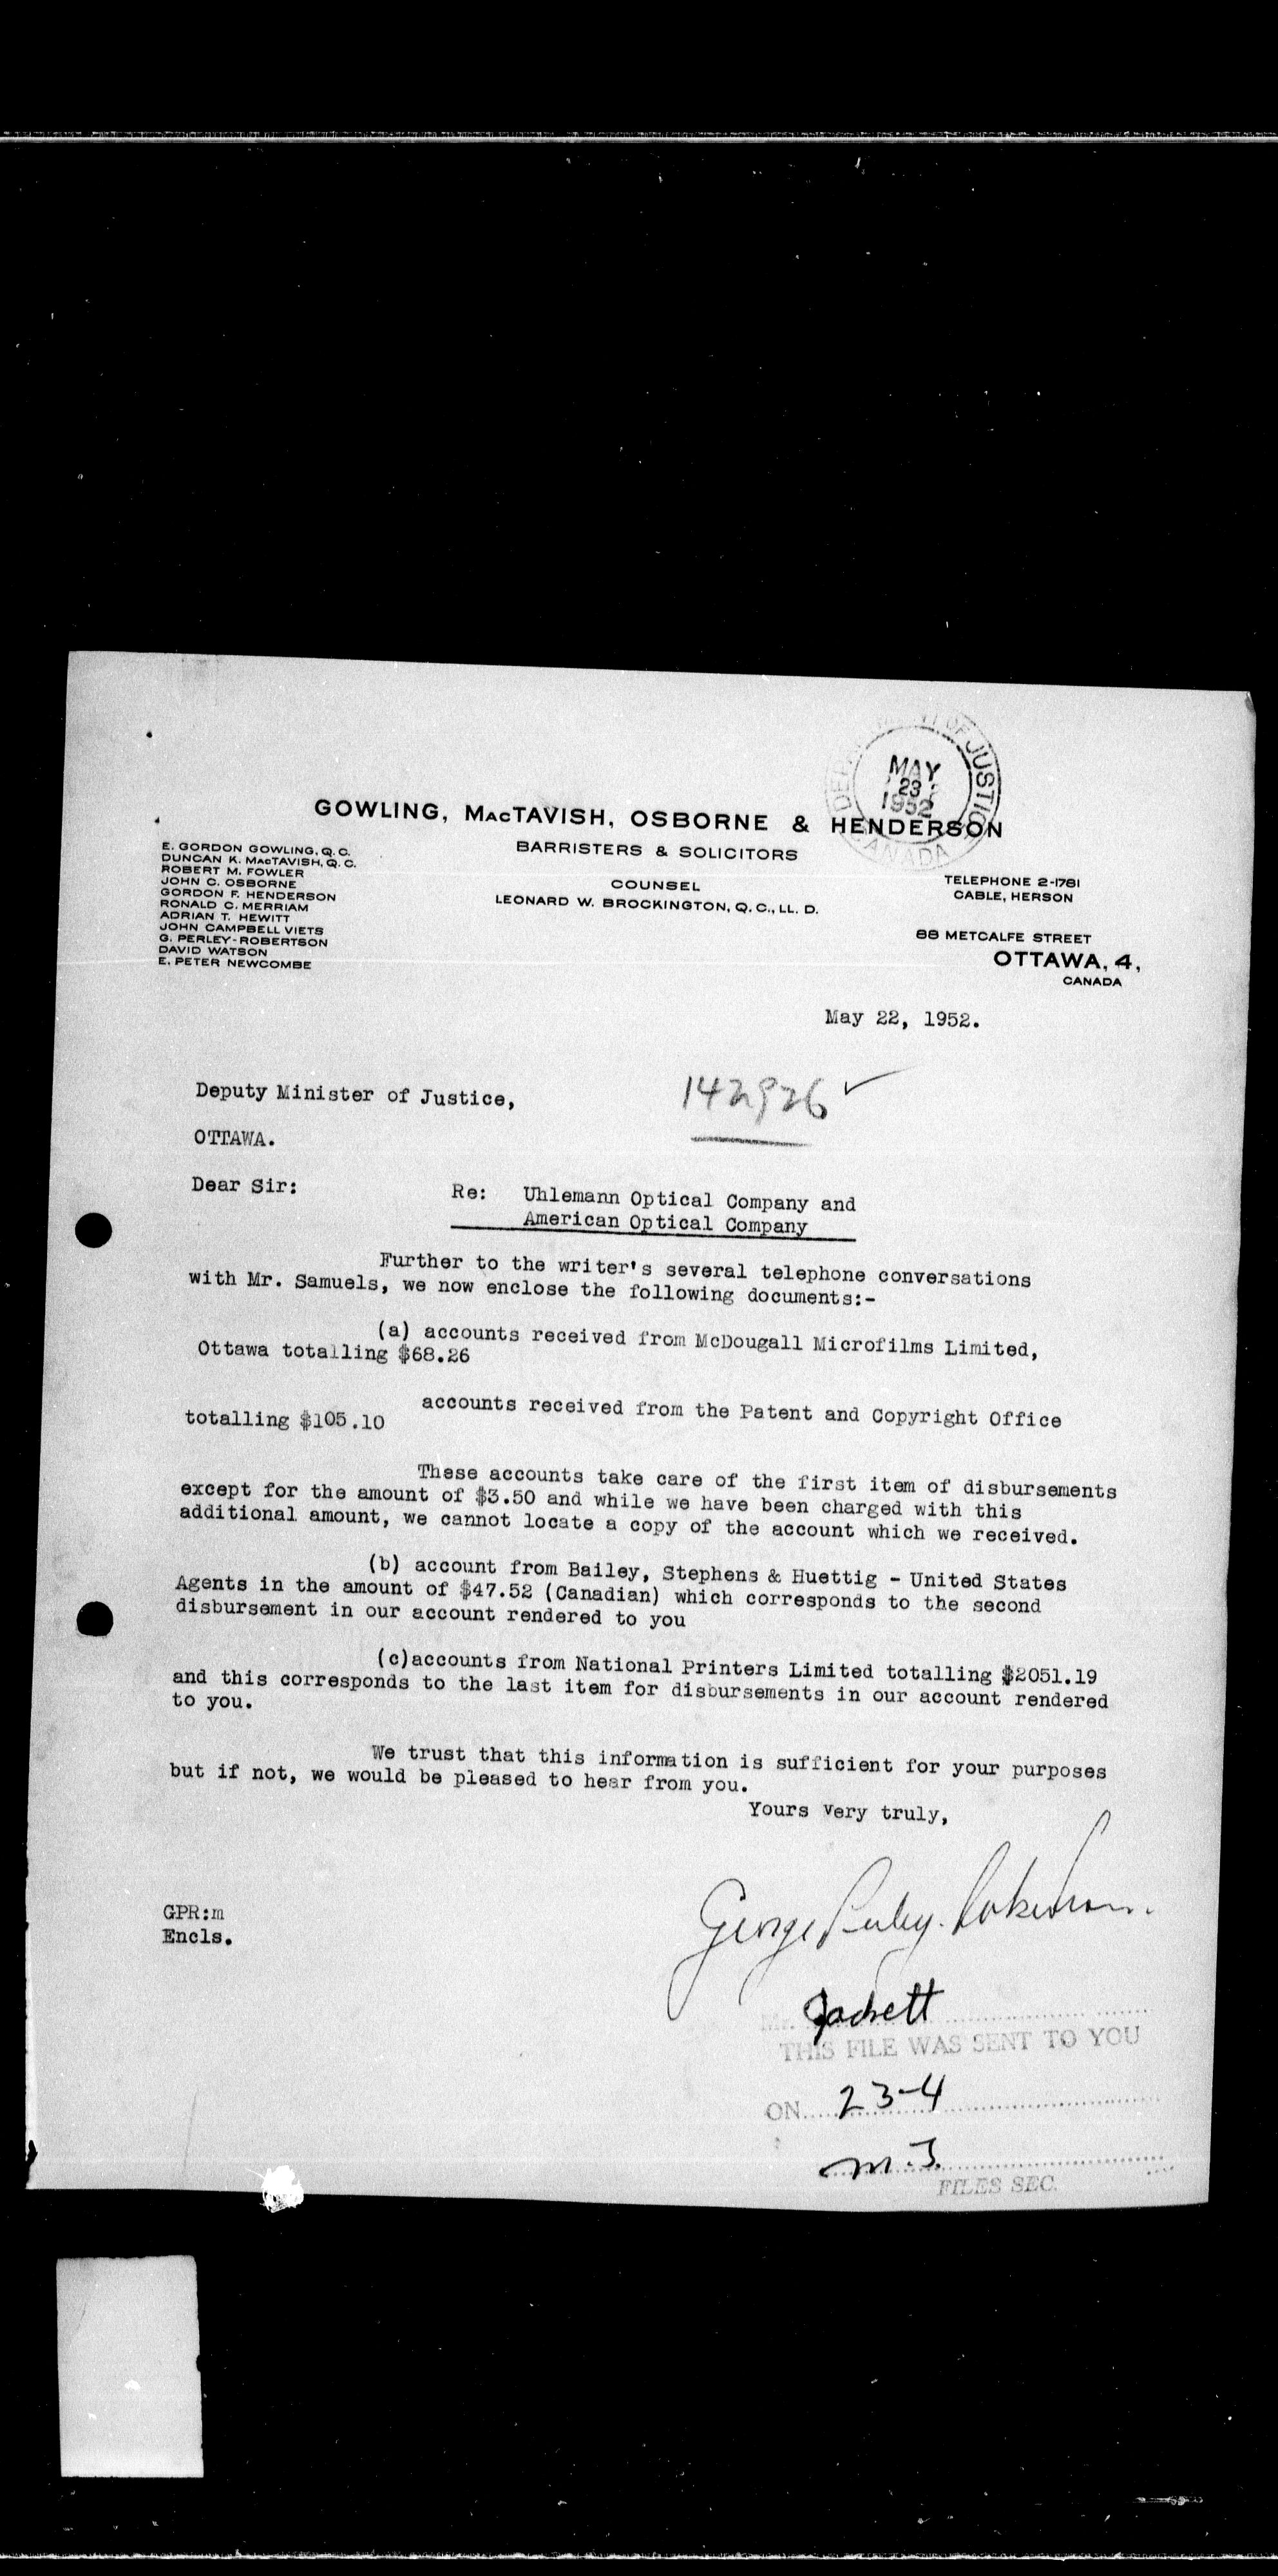 DEPARTMENT OF JUSTICE
CANADA
MAY
23
1952
GOWLING, MacTAVISH, OSBORNE & HENDERSON
BARRISTERS & SOLICITORS
E. GORDON GOWLING, Q.C.
DUNCAN K. MacTAVISH, Q.C.
ROBERT M. FOWLER
JOHN C. OSBORNE
GORDON F. HENDERSON
RONALD C. MERRIAM
ADRIAN T. HEWITT
JOHN CAMPBELL VIETS
G. PERLEY-ROBERTSON
DAVID WATSON
E. PETER NEWCOMBE
COUNSEL
LEONARD W. BROCKINGTON, Q.C., LL. D.
TELEPHONE 2-1781
CABLE, HERSON
88 METCALFE STREET
OTTAWA, 4,
CANADA
May 22, 1952.
Deputy Minister of Justice,
142926 ✓
OTTAWA.
Dear Sir:
Re: Uhlemann Optical Company and
American Optical Company
Further to the writer's several telephone conversations
with Mr. Samuels, we now enclose the following documents:-
(a) accounts received from McDougall Microfilms Limited,
Ottawa totalling $68.26
accounts received from the Patent and Copyright Office
totalling $105.10
These accounts take care of the first item of disbursements
except for the amount of $3.50 and while we have been charged with this
additional amount, we cannot locate a copy of the account which we received.
(b) account from Bailey, Stephens & Huettig - United States
Agents in the amount of $47.52 (Canadian) which corresponds to the second
disbursement in our account rendered to you
(c)accounts from National Printers Limited totalling $2051.19
and this corresponds to the last item for disbursements in our account rendered
to you.
We trust that this information is sufficient for your purposes
but if not, we would be pleased to hear from you.
Yours very truly,
George Perley-Robertson.
GPR:m
Encls.
Mr. Jackett
THIS FILE WAS SENT TO YOU
ON 23-4
M.J.
FILES SEC.